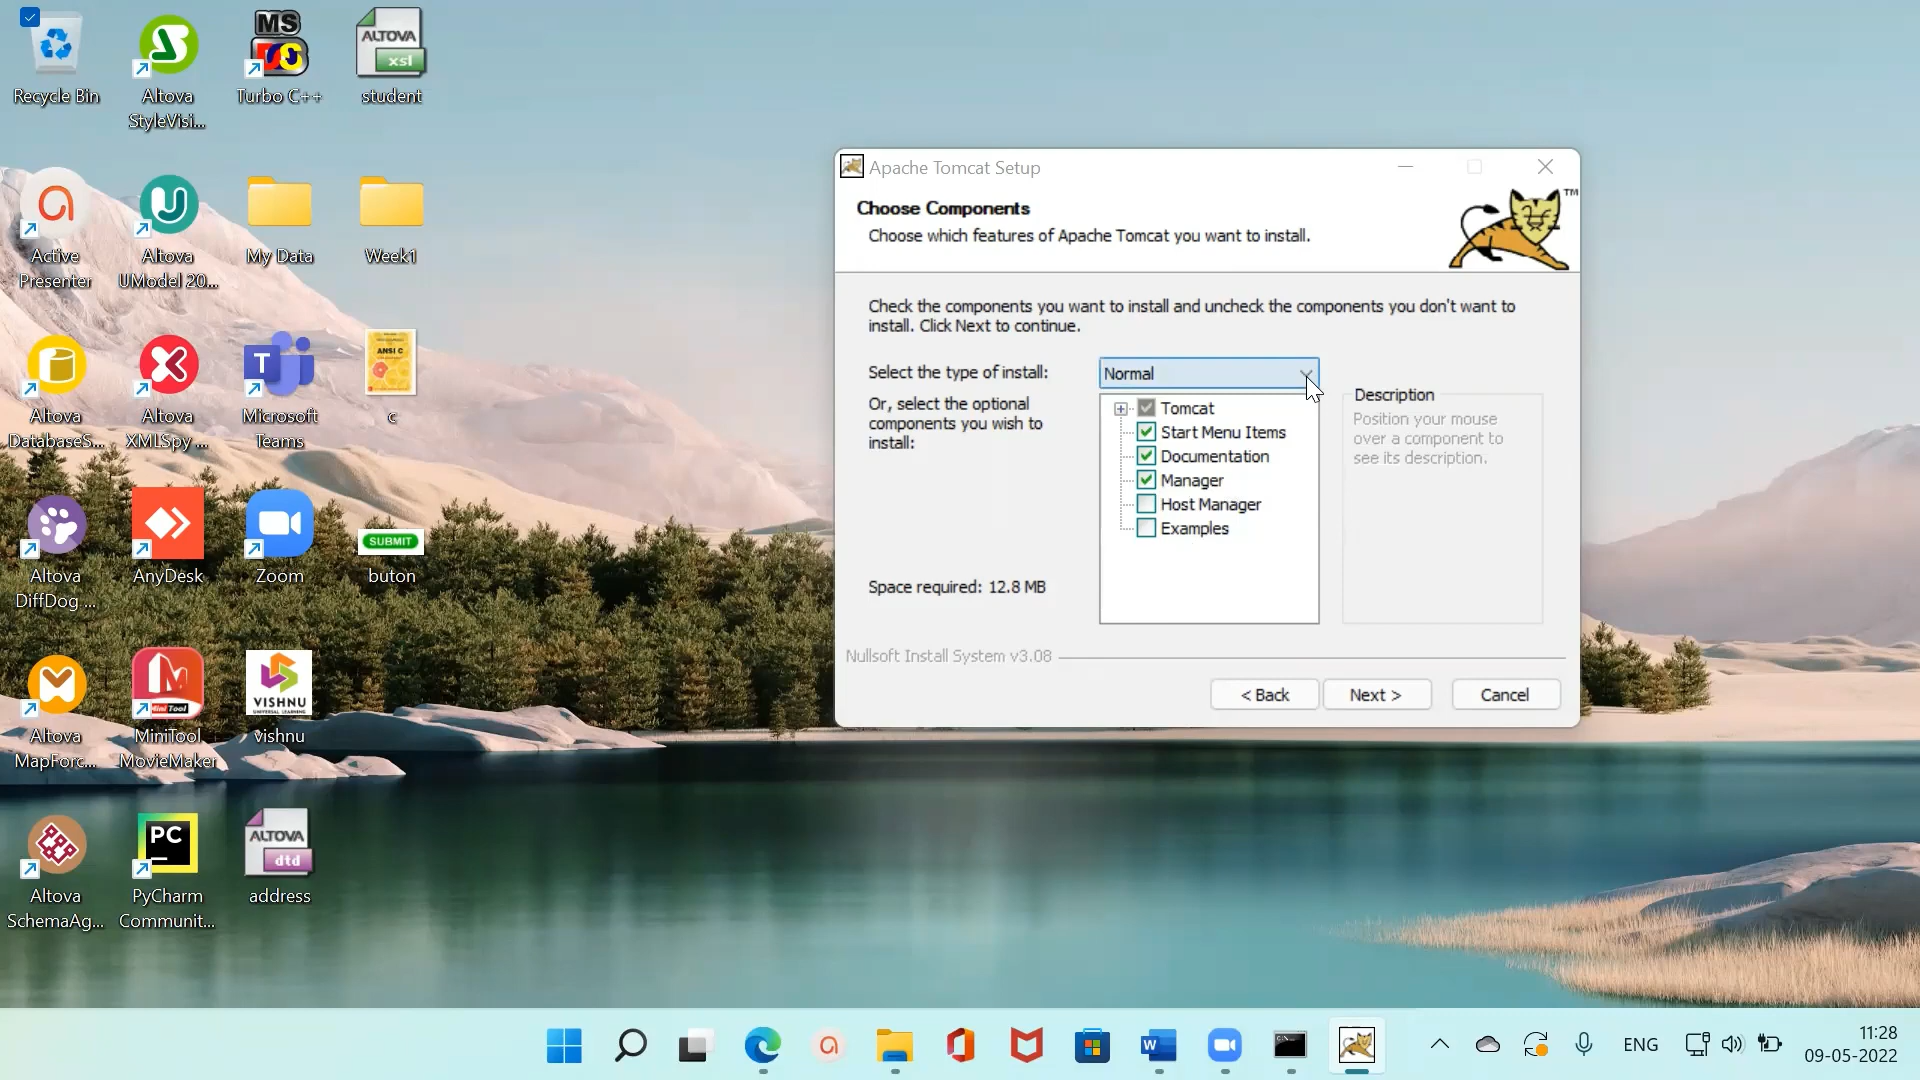 Recycle Bin
Altova
StyleVisi...
MS
Turbo C++
ALTOVA
xsl
student
Active
Presenter
Altova
UModel 20...
My Data
Week1
Altova
DatabaseS...
Altova
XMLSpy ...
T
Microsoft
Teams
ANSI C
c
Altova
DiffDog ...
AnyDesk
Zoom
SUBMIT
buton
Altova
MapForc...
Mini Tool
MiniTool
MovieMaker
VISHNU
UNIVERSAL LEARNING
vishnu
Altova
SchemaAg...
PC
PyCharm
Communit...
ALTOVA
dtd
address
Apache Tomcat Setup
Choose Components
Choose which features of Apache Tomcat you want to install.
TM
Check the components you want to install and uncheck the components you don't want to
install. Click Next to continue.
Select the type of install:
Normal
Or, select the optional
components you wish to
install:
Tomcat
Start Menu Items
Documentation
Manager
Host Manager
Examples
Description
Position your mouse
over a component to
see its description.
Space required: 12.8 MB
Nullsoft Install System v3.08
< Back
Next >
Cancel
W
ENG
11:28
09-05-2022